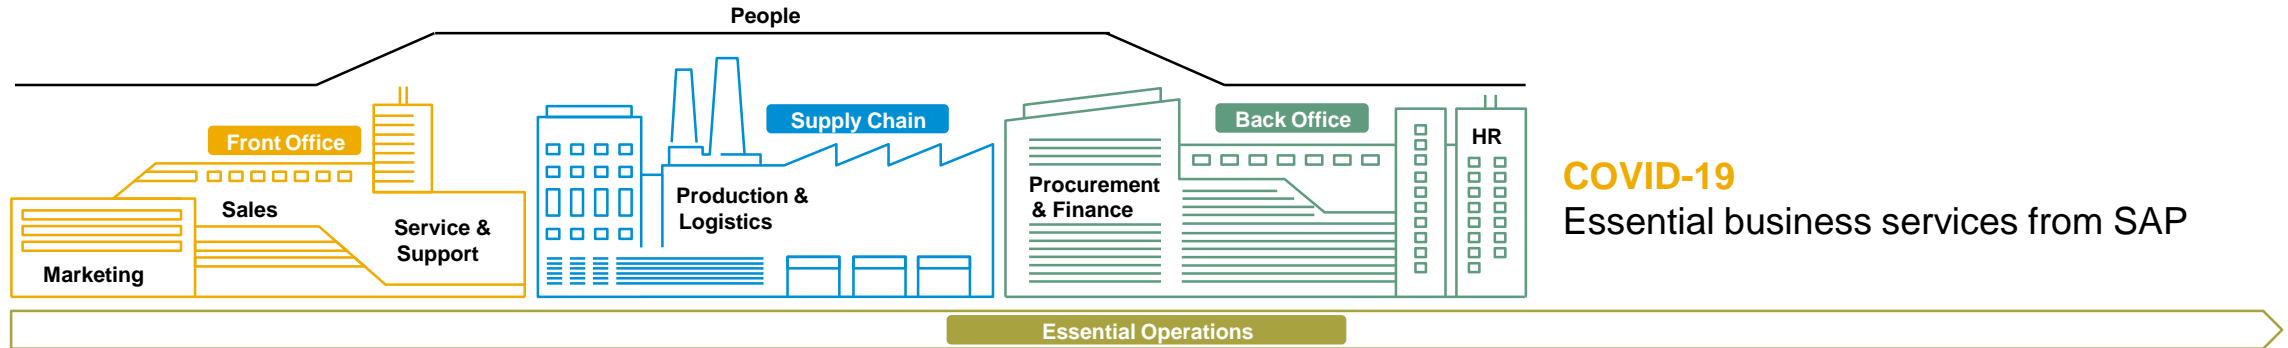 People
Front Office
Supply Chain
Back Office
HR
Sales
Service &
Support
Marketing
Production &
Logistics
Procurement
& Finance
COVID-19
Essential business services from SAP
Essential Operations